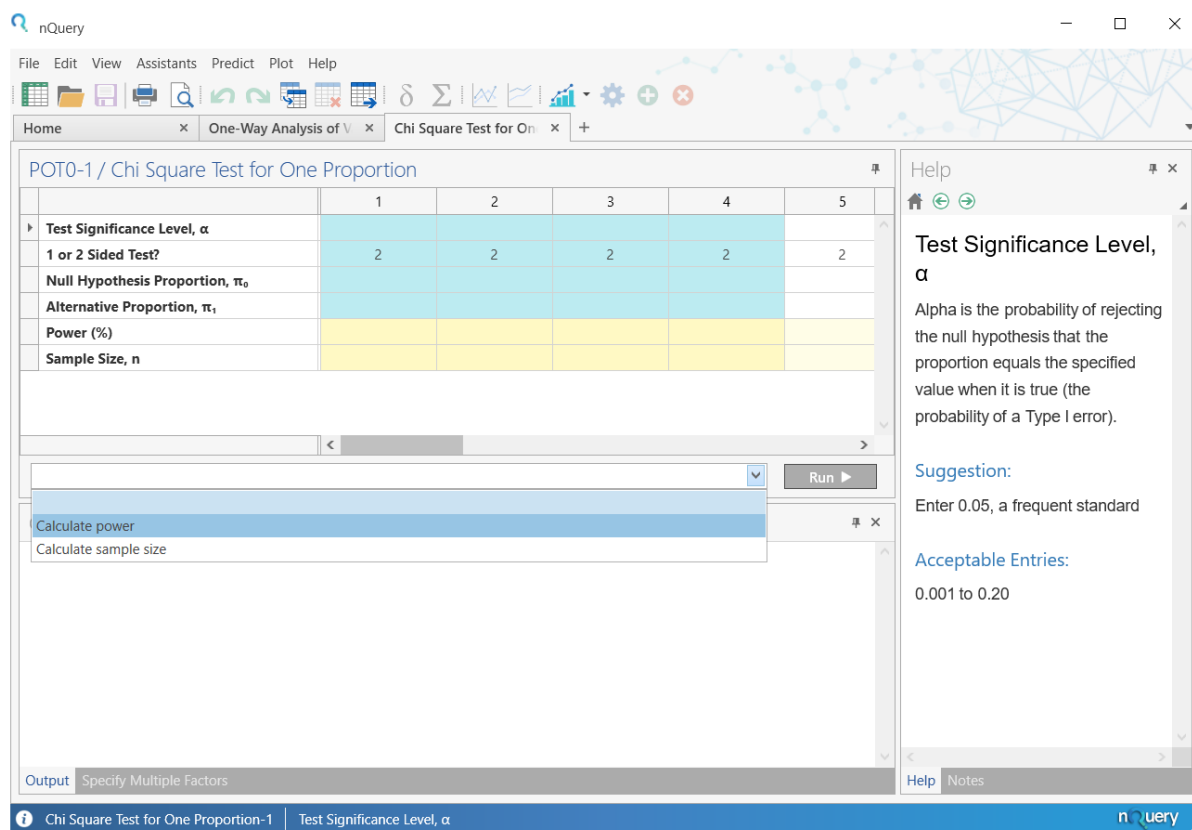 nQuery
File Edit View Assistants Predict Plot Help
Home
One-Way Analysis of V
Chi Square Test for On
POT0-1 / Chi Square Test for One Proportion
1 2 3 4 5
Test Significance Level, α
1 or 2 Sided Test? 2 2 2 2 2
Null Hypothesis Proportion, π₀
Alternative Proportion, π₁
Power (%)
Sample Size, n
Run
Calculate power
Calculate sample size
Output Specify Multiple Factors
Help
Test Significance Level,
α
Alpha is the probability of rejecting
the null hypothesis that the
proportion equals the specified
value when it is true (the
probability of a Type I error).
Suggestion:
Enter 0.05, a frequent standard
Acceptable Entries:
0.001 to 0.20
Help Notes
Chi Square Test for One Proportion-1 Test Significance Level, α
nQuery